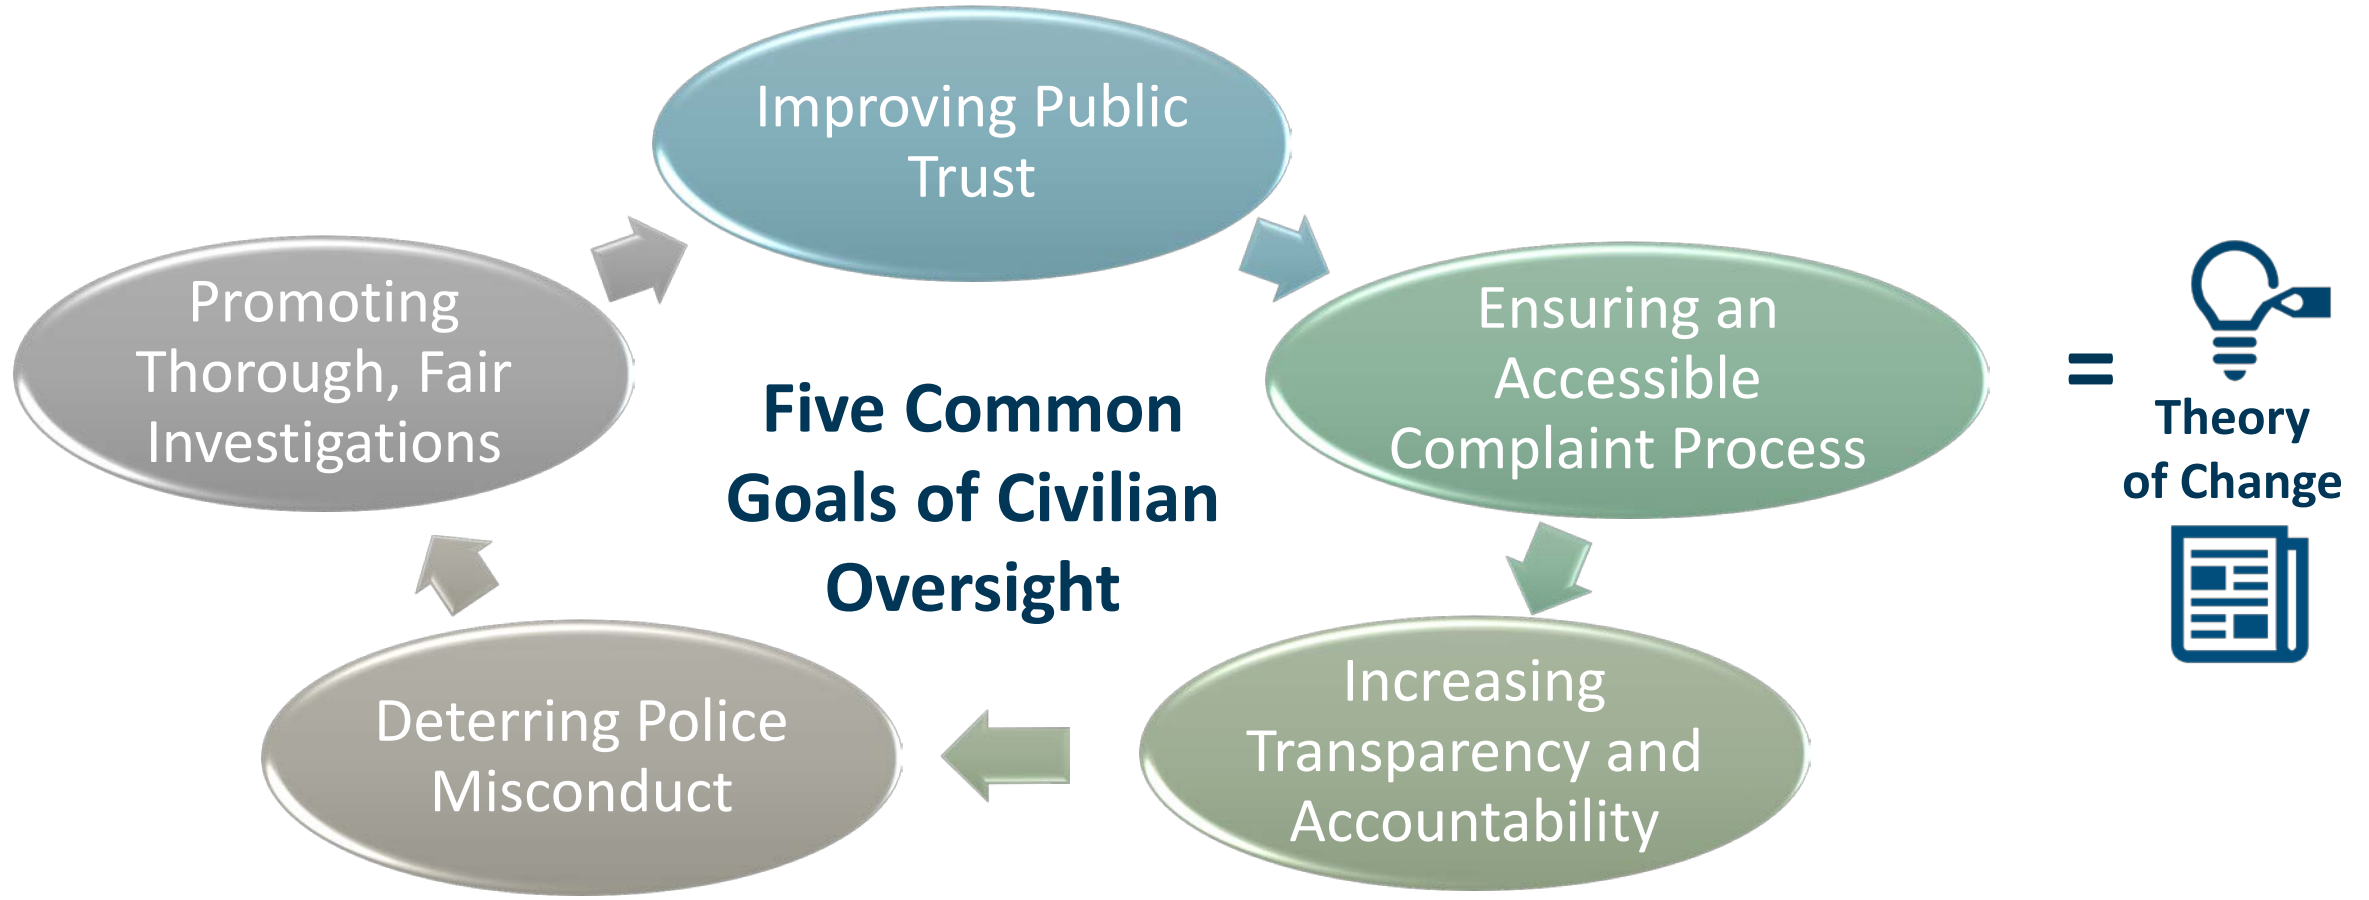 Improving Public
Trust
Ensuring an
Accessible
Complaint Process
Increasing
Transparency and
Accountability
Deterring Police
Misconduct
Promoting
Thorough, Fair
Investigations
Five Common
Goals of Civilian
Oversight
=
Theory
of Change